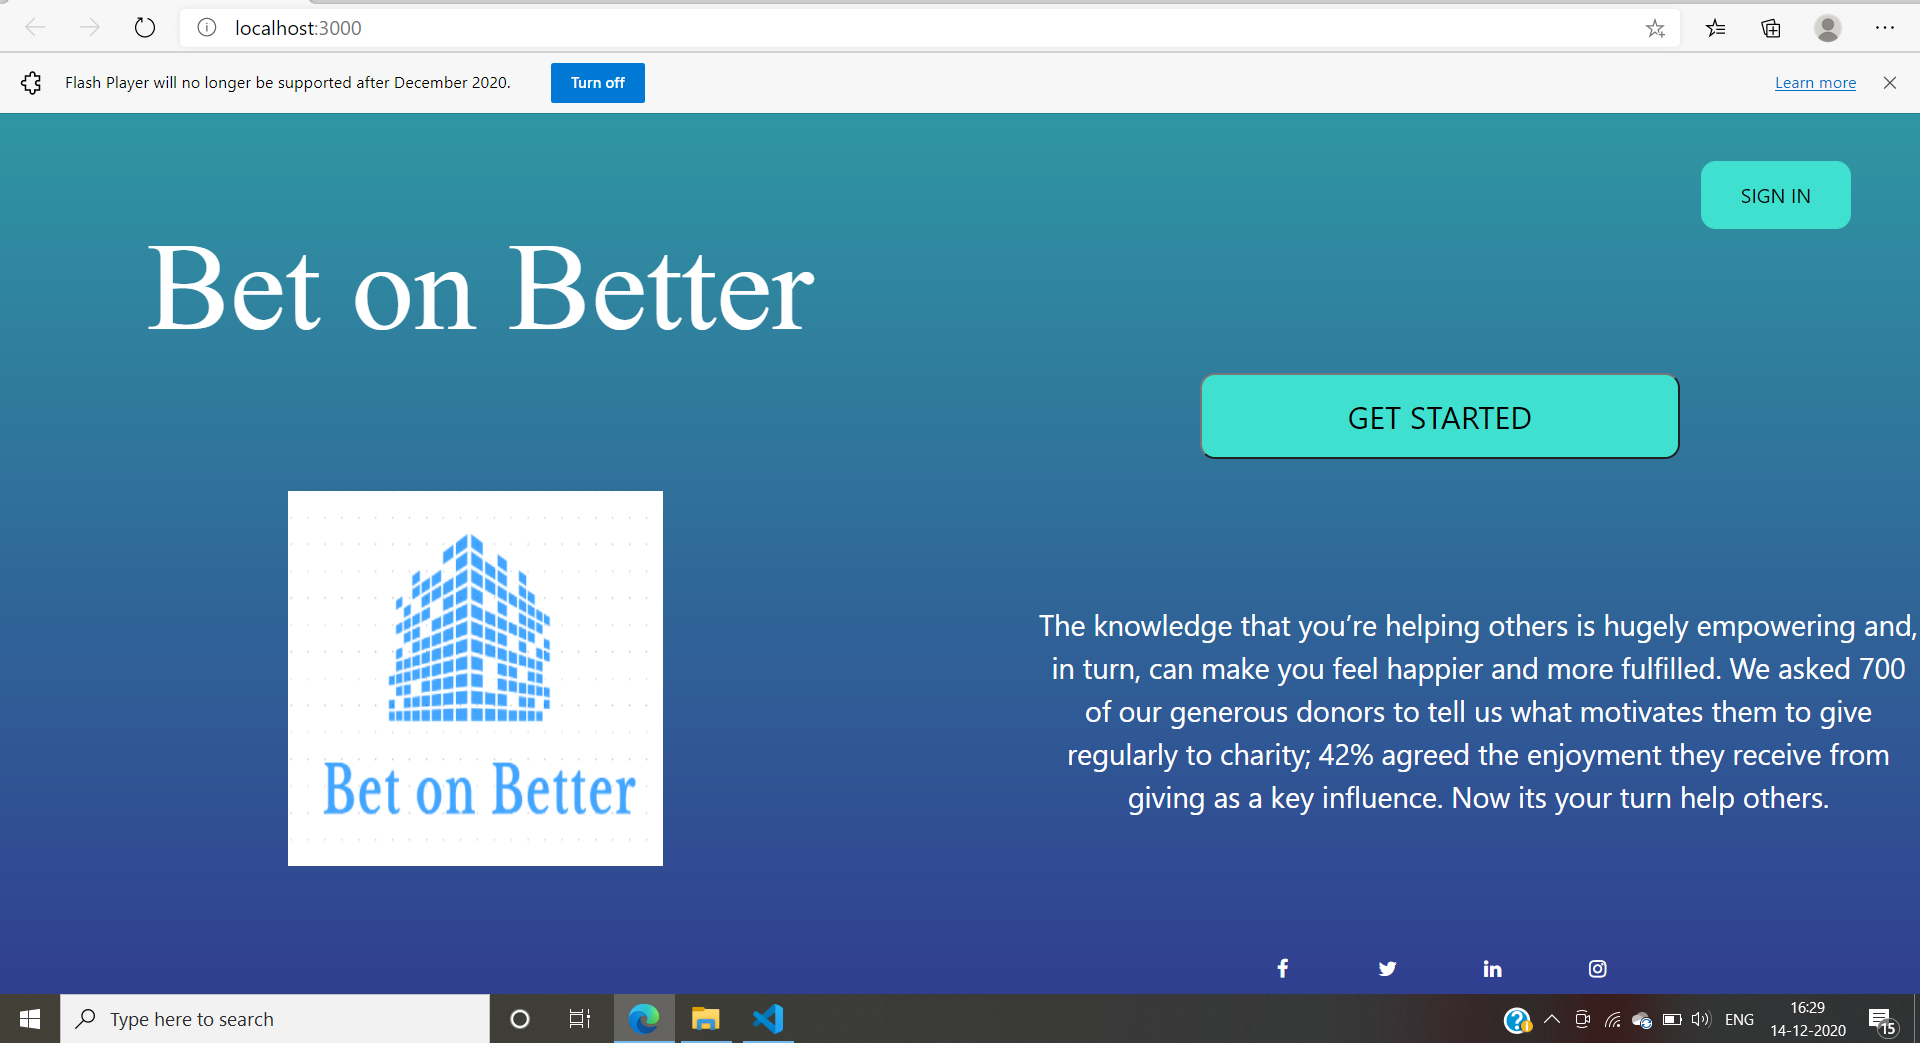 localhost:3000
Flash Player will no longer be supported after December 2020.
Turn off
Learn more
SIGN IN
Bet on Better
GET STARTED
Bet on Better
The knowledge that you’re helping others is hugely empowering and,
in turn, can make you feel happier and more fulfilled. We asked 700
of our generous donors to tell us what motivates them to give
regularly to charity; 42% agreed the enjoyment they receive from
giving as a key influence. Now its your turn help others.
Type here to search
ENG
16:29
14-12-2020
15